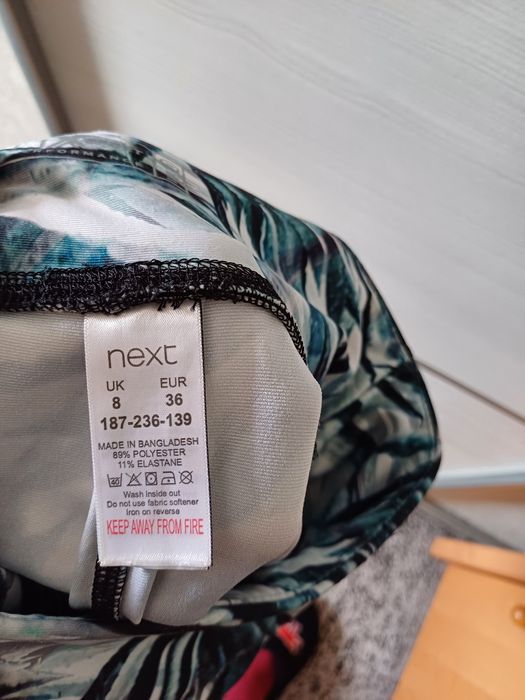 next
UK EUR
8 36
187-236-139
MADE IN BANGLADESH
89% POLYESTER
11% ELASTANE
40
Wash inside out
Do not use fabric softener
Iron on reverse
KEEP AWAY FROM FIRE